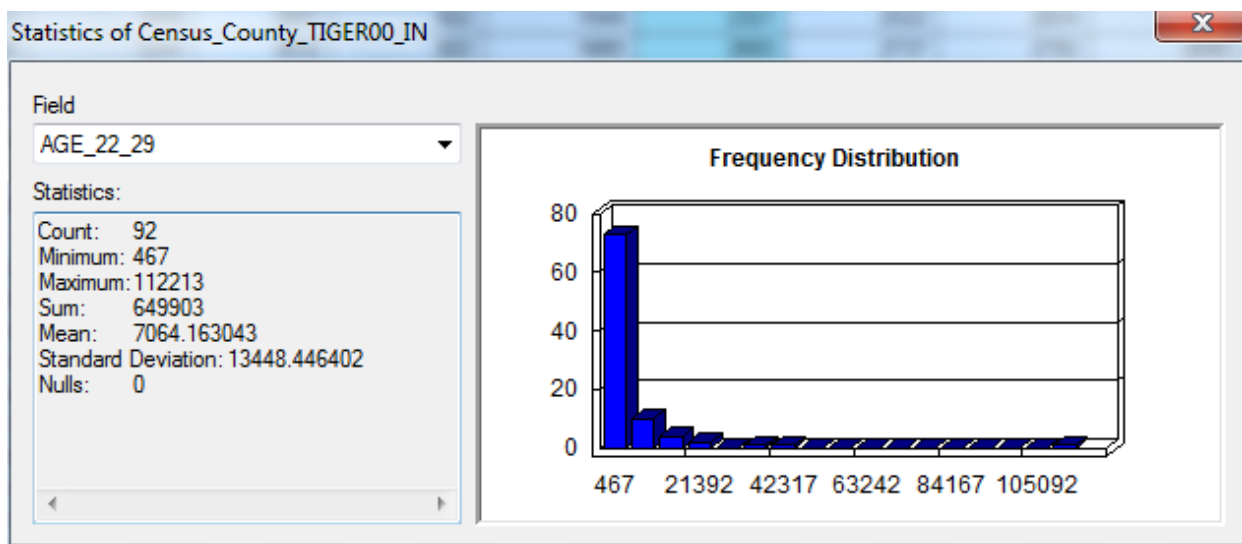 Statistics of Census_County_TIGER00_IN
Field
AGE_22_29
Statistics:
Count: 92
Minimum: 467
Maximum: 112213
Sum: 649903
Mean: 7064.163043
Standard Deviation: 13448.446402
Nulls: 0
Frequency Distribution
80
60
40
20
0
467 21392 42317 63242 84167 105092